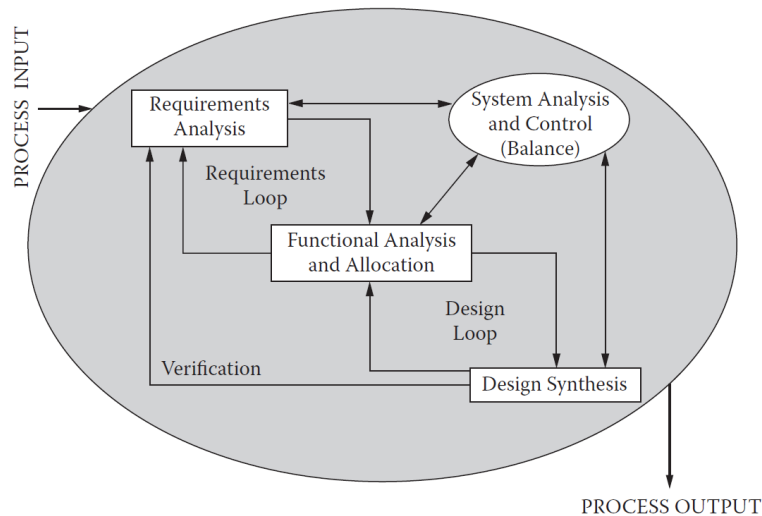 PROCESS INPUT
Requirements
Analysis
System Analysis
and Control
(Balance)
Requirements
Loop
Functional Analysis
and Allocation
Design
Loop
Verification
Design Synthesis
PROCESS OUTPUT